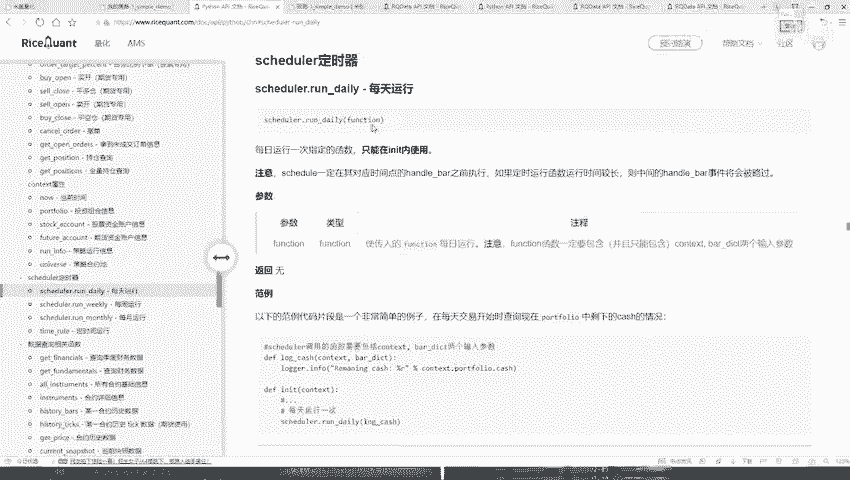 Python API 文档 - RiceQuant
RQData API 文档
https://www.ricequant.com/doc/api/python/chn#scheduler-run_daily
RiceQuant
量化
AMS
预约路演
帮助文档
社区
buy_open - 买开（期货专用）
sell_close - 平多仓（期货专用）
sell_open - 卖开（期货专用）
buy_close - 平空仓（期货专用）
cancel_order - 撤单
get_open_orders - 拿到未成交订单信息
get_position - 持仓查询
get_positions - 全量持仓查询
context属性
now - 当前时间
portfolio - 投资组合信息
stock_account - 股票资金账户信息
future_account - 期货资金账户信息
run_info - 策略运行信息
universe - 策略合约池
scheduler定时器
scheduler.run_daily - 每天运行
scheduler.run_weekly - 每周运行
scheduler.run_monthly - 每月运行
time_rule - 定时间运行
数据查询相关函数
get_financials - 查询季度财务数据
get_fundamentals - 查询财务数据
all_instruments - 所有合约基础信息
instruments - 合约详细信息
history_bars - 某一合约历史数据
history_ticks - 某一合约历史 tick 数据
get_price - 合约历史数据
current_snapshot - 当前快照数据
scheduler定时器
scheduler.run_daily - 每天运行
scheduler.run_daily(function)
每日运行一次指定的函数，只能在init内使用。
注意，schedule一定在其对应时间点的handle_bar之前执行，如果定时运行函数运行时间较长，则中间的handle_bar事件将会被略过。
参数
参数 类型 注释
function function 使传入的 function 每日运行。注意，function函数一定要包含（并且只能包含）context, bar_dict两个输入参数
返回 无
范例
以下的范例代码片段是一个非常简单的例子，在每天交易开始时查询现在 portfolio 中剩下的cash的情况：
#scheduler调用的函数需要包括context, bar_dict两个输入参数
def log_cash(context, bar_dict):
logger.info("Remaning cash: %r" % context.portfolio.cash)
def init(context):
#...
# 每天运行一次
scheduler.run_daily(log_cash)